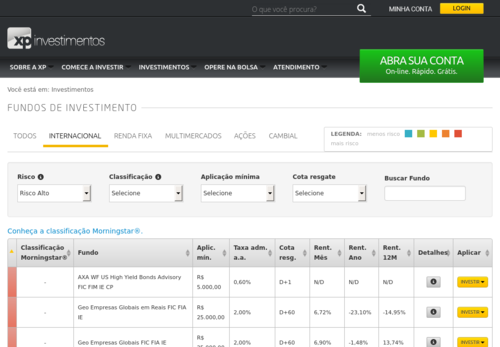 O que você procura?
MINHA CONTA
LOGIN
xp investimentos
SOBRE A XP
COMECE A INVESTIR
INVESTIMENTOS
OPERE NA BOLSA
ATENDIMENTO
ABRA SUA CONTA
On-line. Rápido. Grátis.
Você está em: Investimentos
FUNDOS DE INVESTIMENTO
TODOS
INTERNACIONAL
RENDA FIXA
MULTIMERCADOS
AÇÕES
CAMBIAL
LEGENDA: menos risco
mais risco
Risco
Classificação
Aplicação mínima
Cota resgate
Buscar Fundo
Risco Alto
Selecione
Selecione
Selecione
Conheça a classificação Morningstar®.
Classificação Morningstar®
Fundo
Aplic. min.
Taxa adm. a.a.
Cota resg.
Rent. Mês
Rent. Ano
Rent. 12M
Detalhes
Aplicar
- AXA WF US High Yield Bonds Advisory FIC FIM IE CP R$ 5.000,00 0,60% D+1 N/D N/D N/D INVESTIR
- Geo Empresas Globais em Reais FIC FIA IE R$ 25.000,00 2,00% D+60 6,72% -23,10% -14,95% INVESTIR
- Geo Empresas Globais FIC FIA IE R$ 25.000,00 2,00% D+60 6,90% -1,48% 13,74% INVESTIR